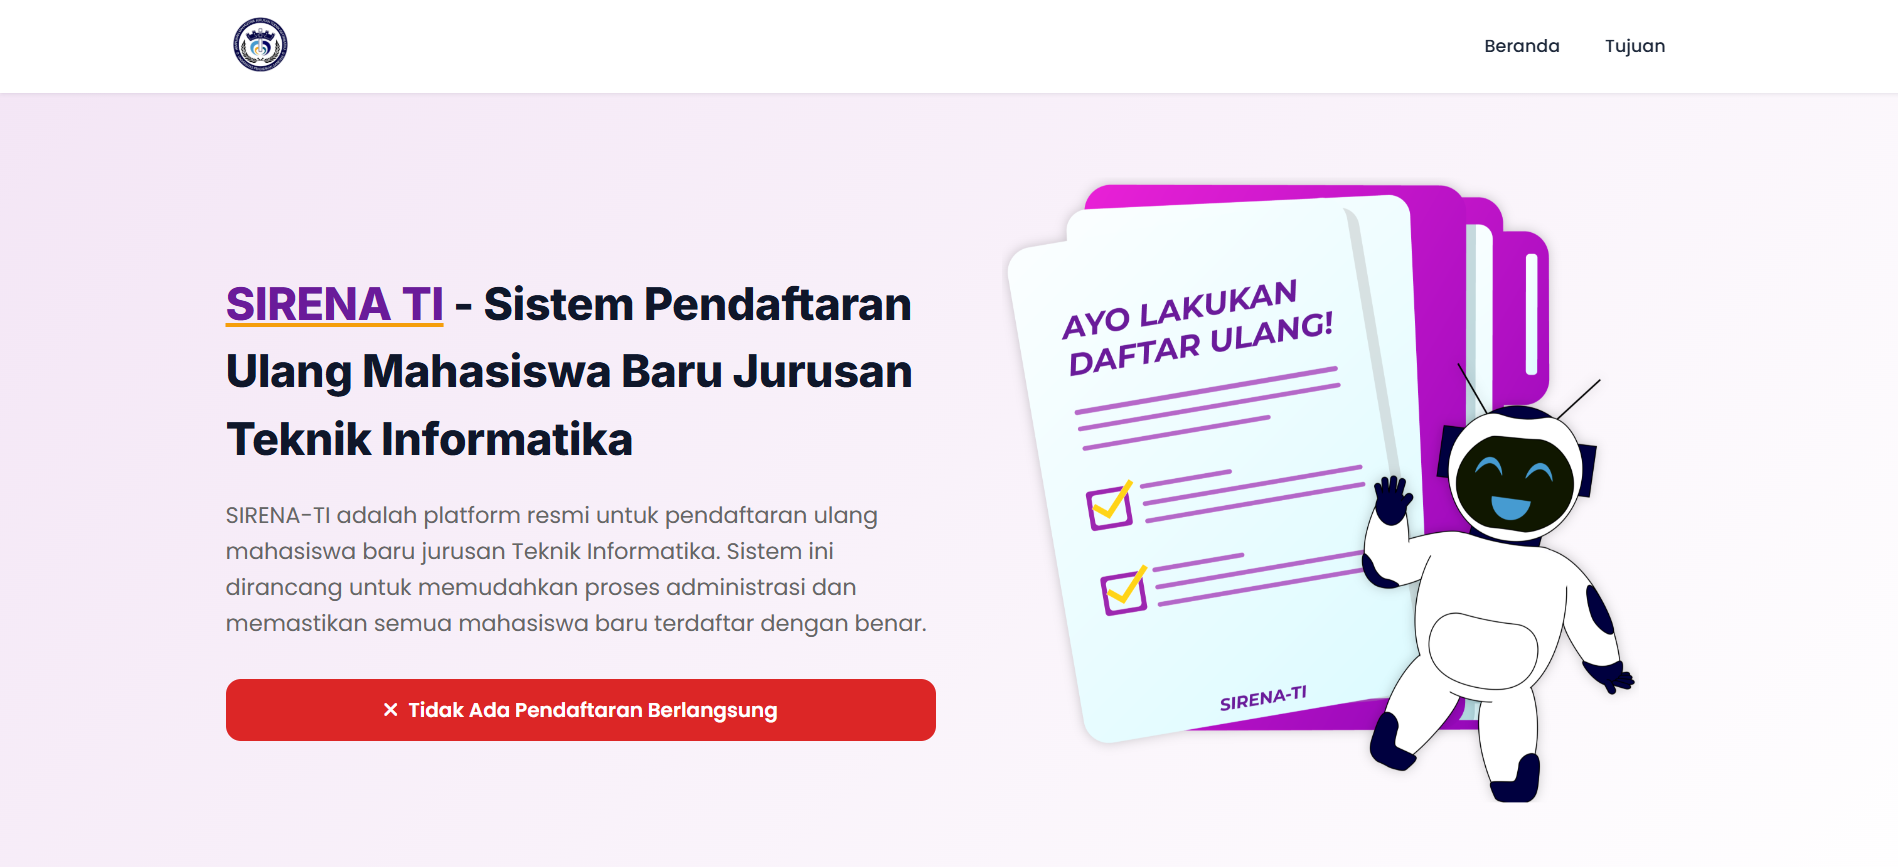 Beranda
Tujuan
SIRENA TI - Sistem Pendaftaran
Ulang Mahasiswa Baru Jurusan
Teknik Informatika
SIRENA-TI adalah platform resmi untuk pendaftaran ulang
mahasiswa baru jurusan Teknik Informatika. Sistem ini
dirancang untuk memudahkan proses administrasi dan
memastikan semua mahasiswa baru terdaftar dengan benar.
Tidak Ada Pendaftaran Berlangsung
AYO LAKUKAN
DAFTAR ULANG!
SIRENA-TI